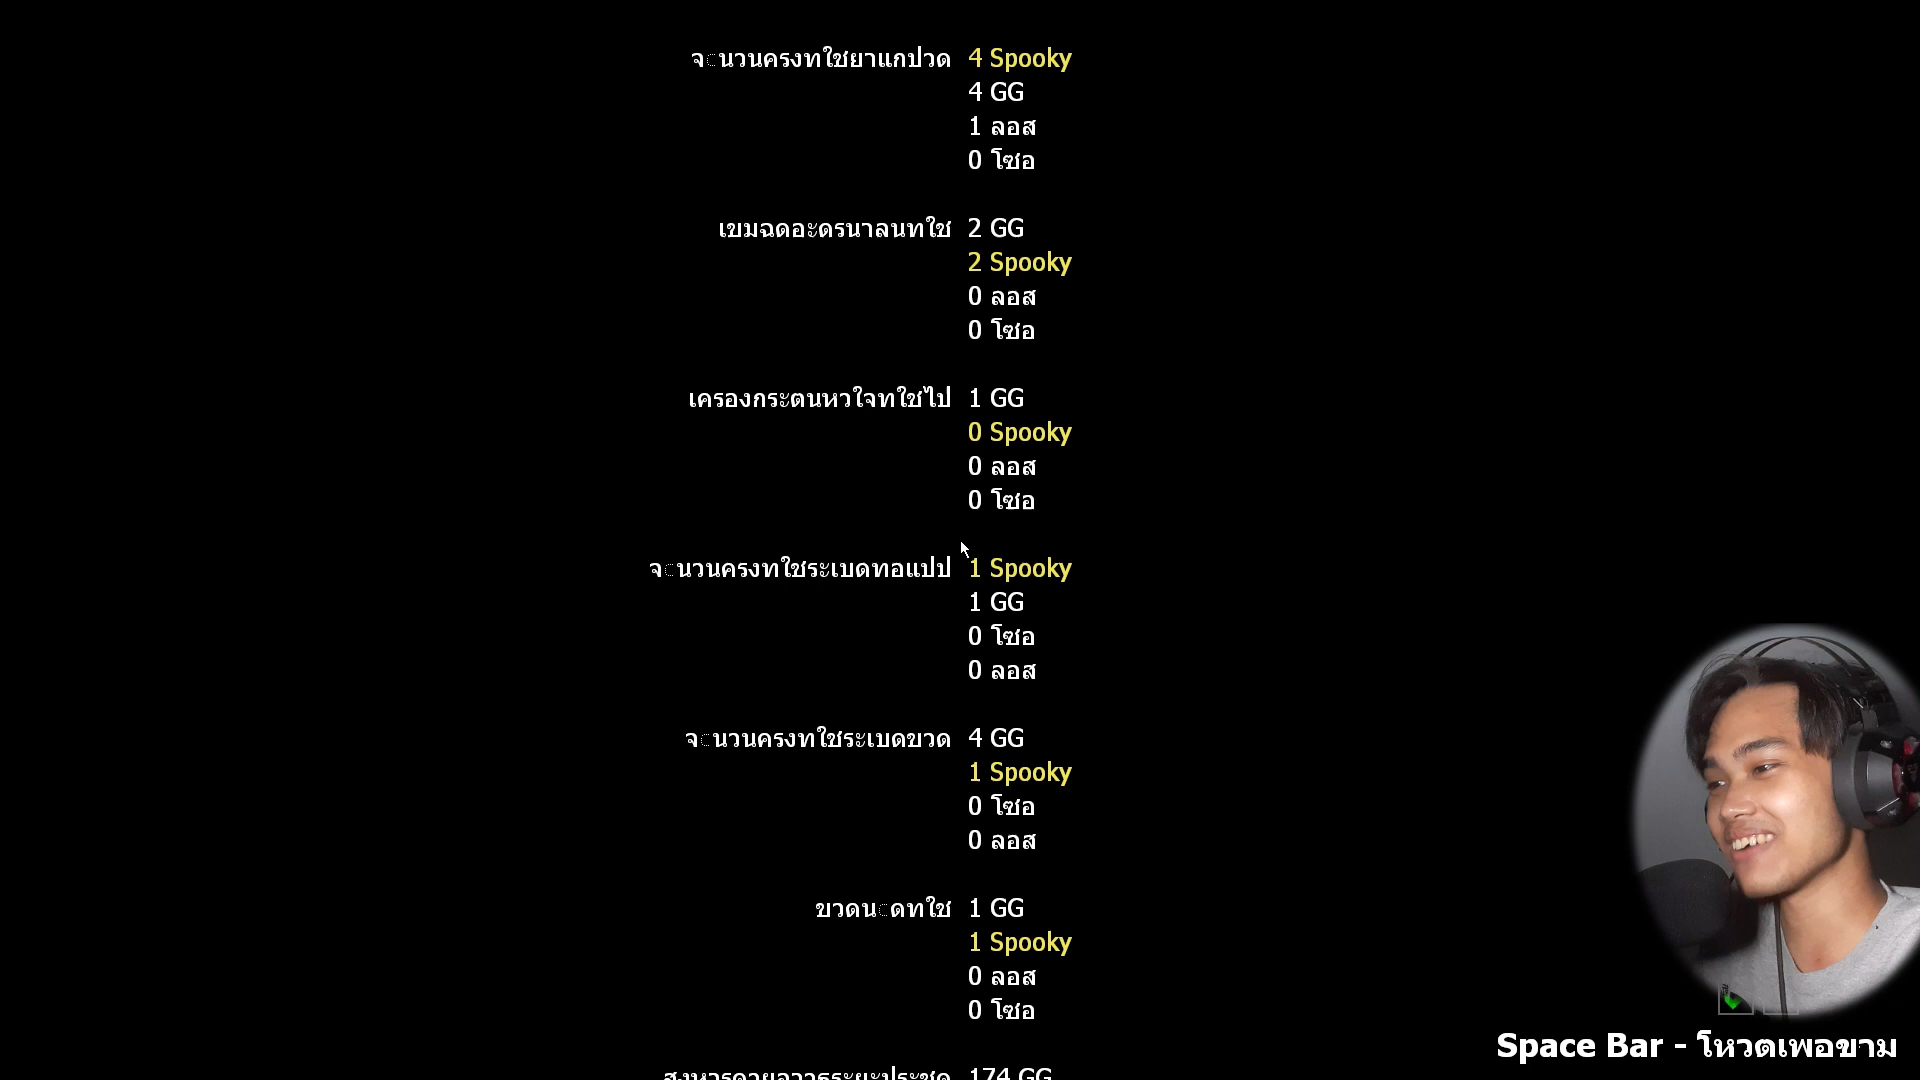 จำนวนครงทใชยาแกปวด 4 Spooky
4 GG
1 ลอส
0 โซอ
เขมฉดอะดรนาลนทใช 2 GG
2 Spooky
0 ลอส
0 โซอ
เครองกระตนหวใจทใชไป 1 GG
0 Spooky
0 ลอส
0 โซอ
จำนวนครงทใชระเบดทอแปป 1 Spooky
1 GG
0 โซอ
0 ลอส
จำนวนครงทใชระเบดขวด 4 GG
1 Spooky
0 โซอ
0 ลอส
ขวดนำดทใช 1 GG
1 Spooky
0 ลอส
0 โซอ
174 GG
Space Bar - โหวตเพอขาม